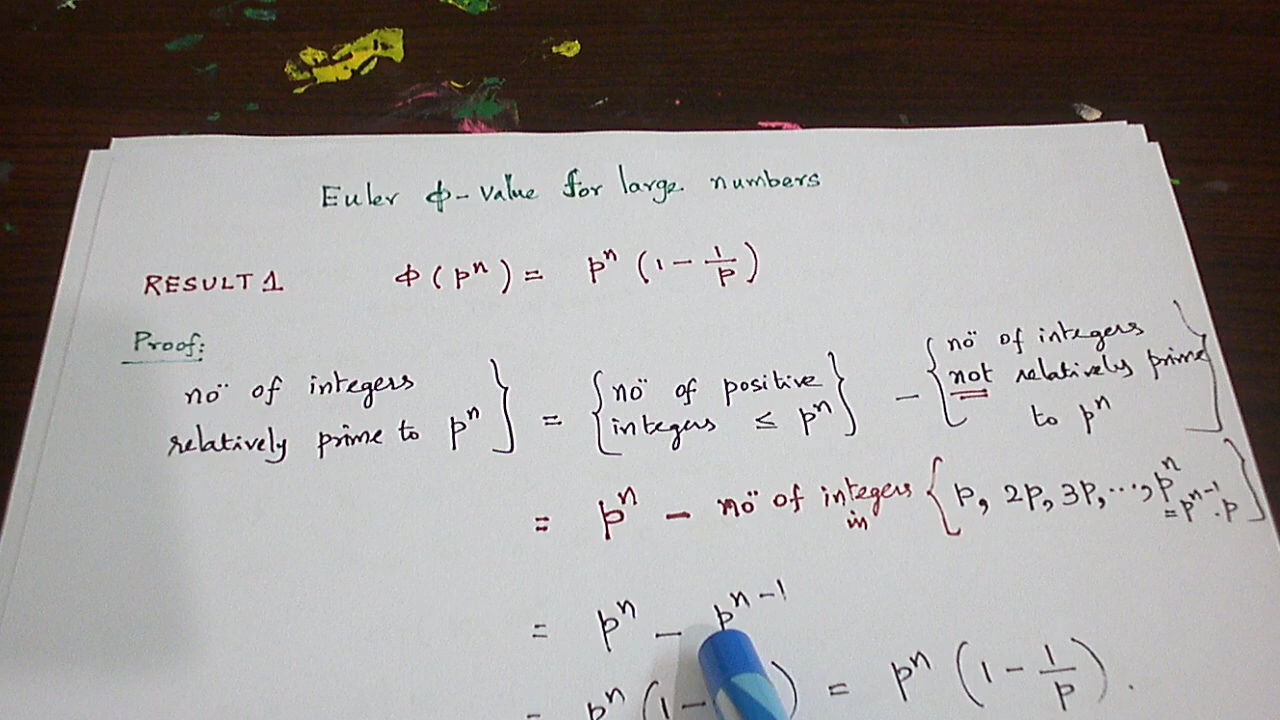 Euler ϕ-value for large numbers
RESULT 1 ϕ(pⁿ) = pⁿ (1 − 1/p)
Proof:
no¨ of integers relatively prime to pⁿ } = { no¨ of positive integers ≤ pⁿ } − { no¨ of integers not relatively prime to pⁿ }
= pⁿ − no¨ of integers in { p, 2p, 3p, ..., pⁿ = pⁿ⁻¹.p }
= pⁿ − pⁿ⁻¹
= pⁿ (1 − ) = pⁿ (1 − 1/p).